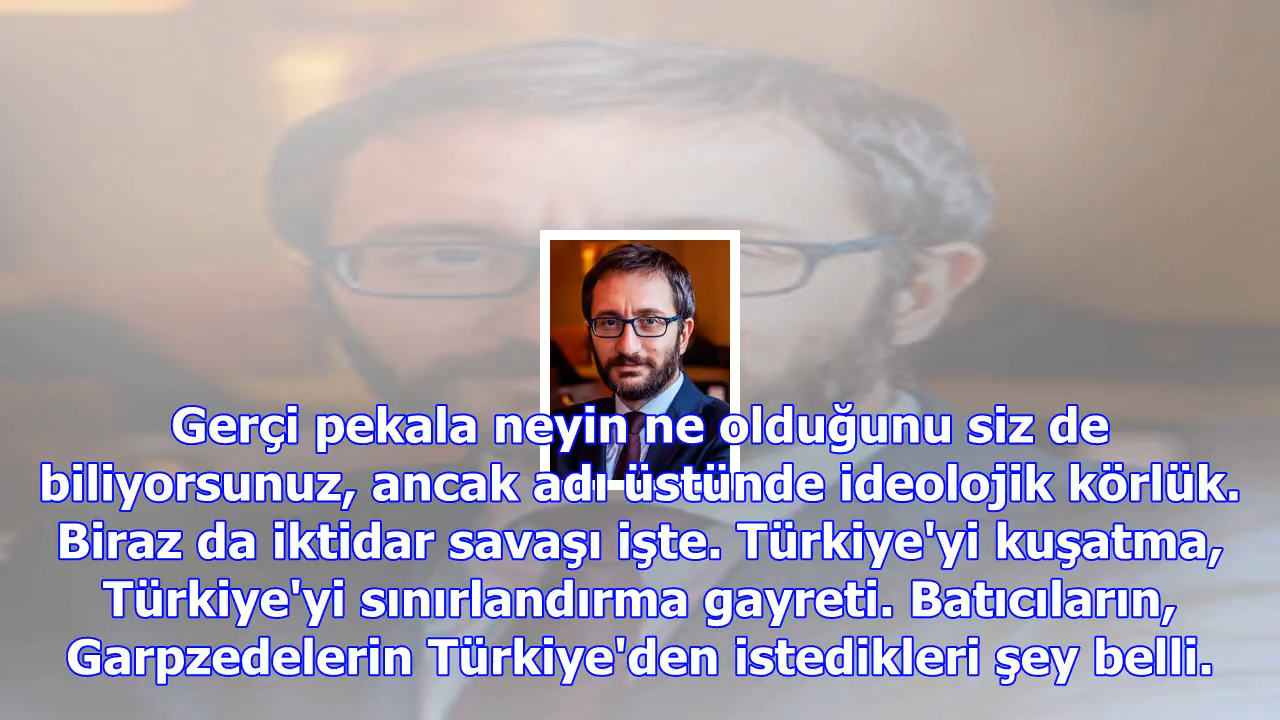 Gerçi pekala neyin ne olduğunu siz de
biliyorsunuz, ancak adı üstünde ideolojik körlük.
Biraz da iktidar savaşı işte. Türkiye'yi kuşatma,
Türkiye'yi sınırlandırma gayreti. Batıcıların,
Garpzedelerin Türkiye'den istedikleri şey belli.